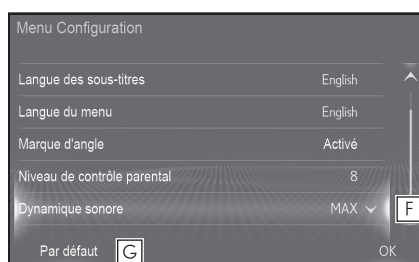 Menu Configuration
Langue des sous-titres English
Langue du menu English
Marque d'angle Activé
Niveau de contrôle parental 8
Dynamique sonore MAX F
Par défaut G OK